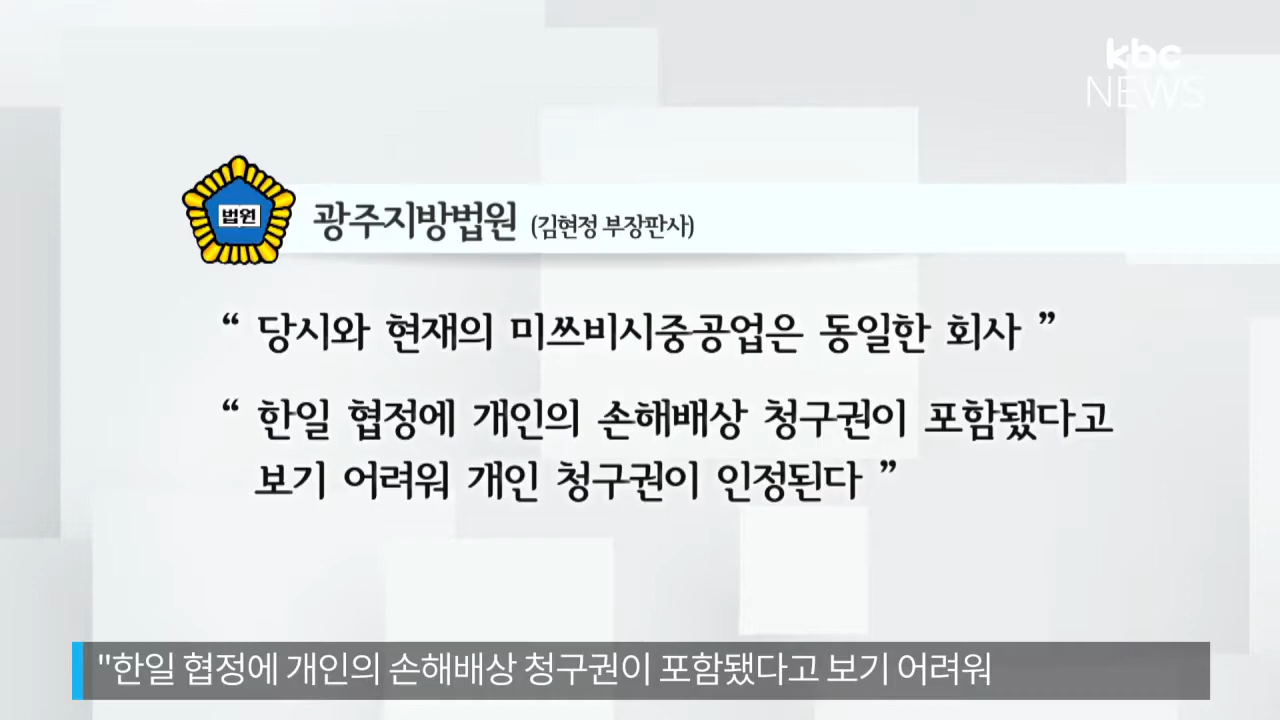 kbc
NEWS
법원
광주지방법원 (김현정 부장판사)
“ 당시와 현재의 미쓰비시중공업은 동일한 회사 ”
“ 한일 협정에 개인의 손해배상 청구권이 포함됐다고
보기 어려워 개인 청구권이 인정된다 ”
"한일 협정에 개인의 손해배상 청구권이 포함됐다고 보기 어려워